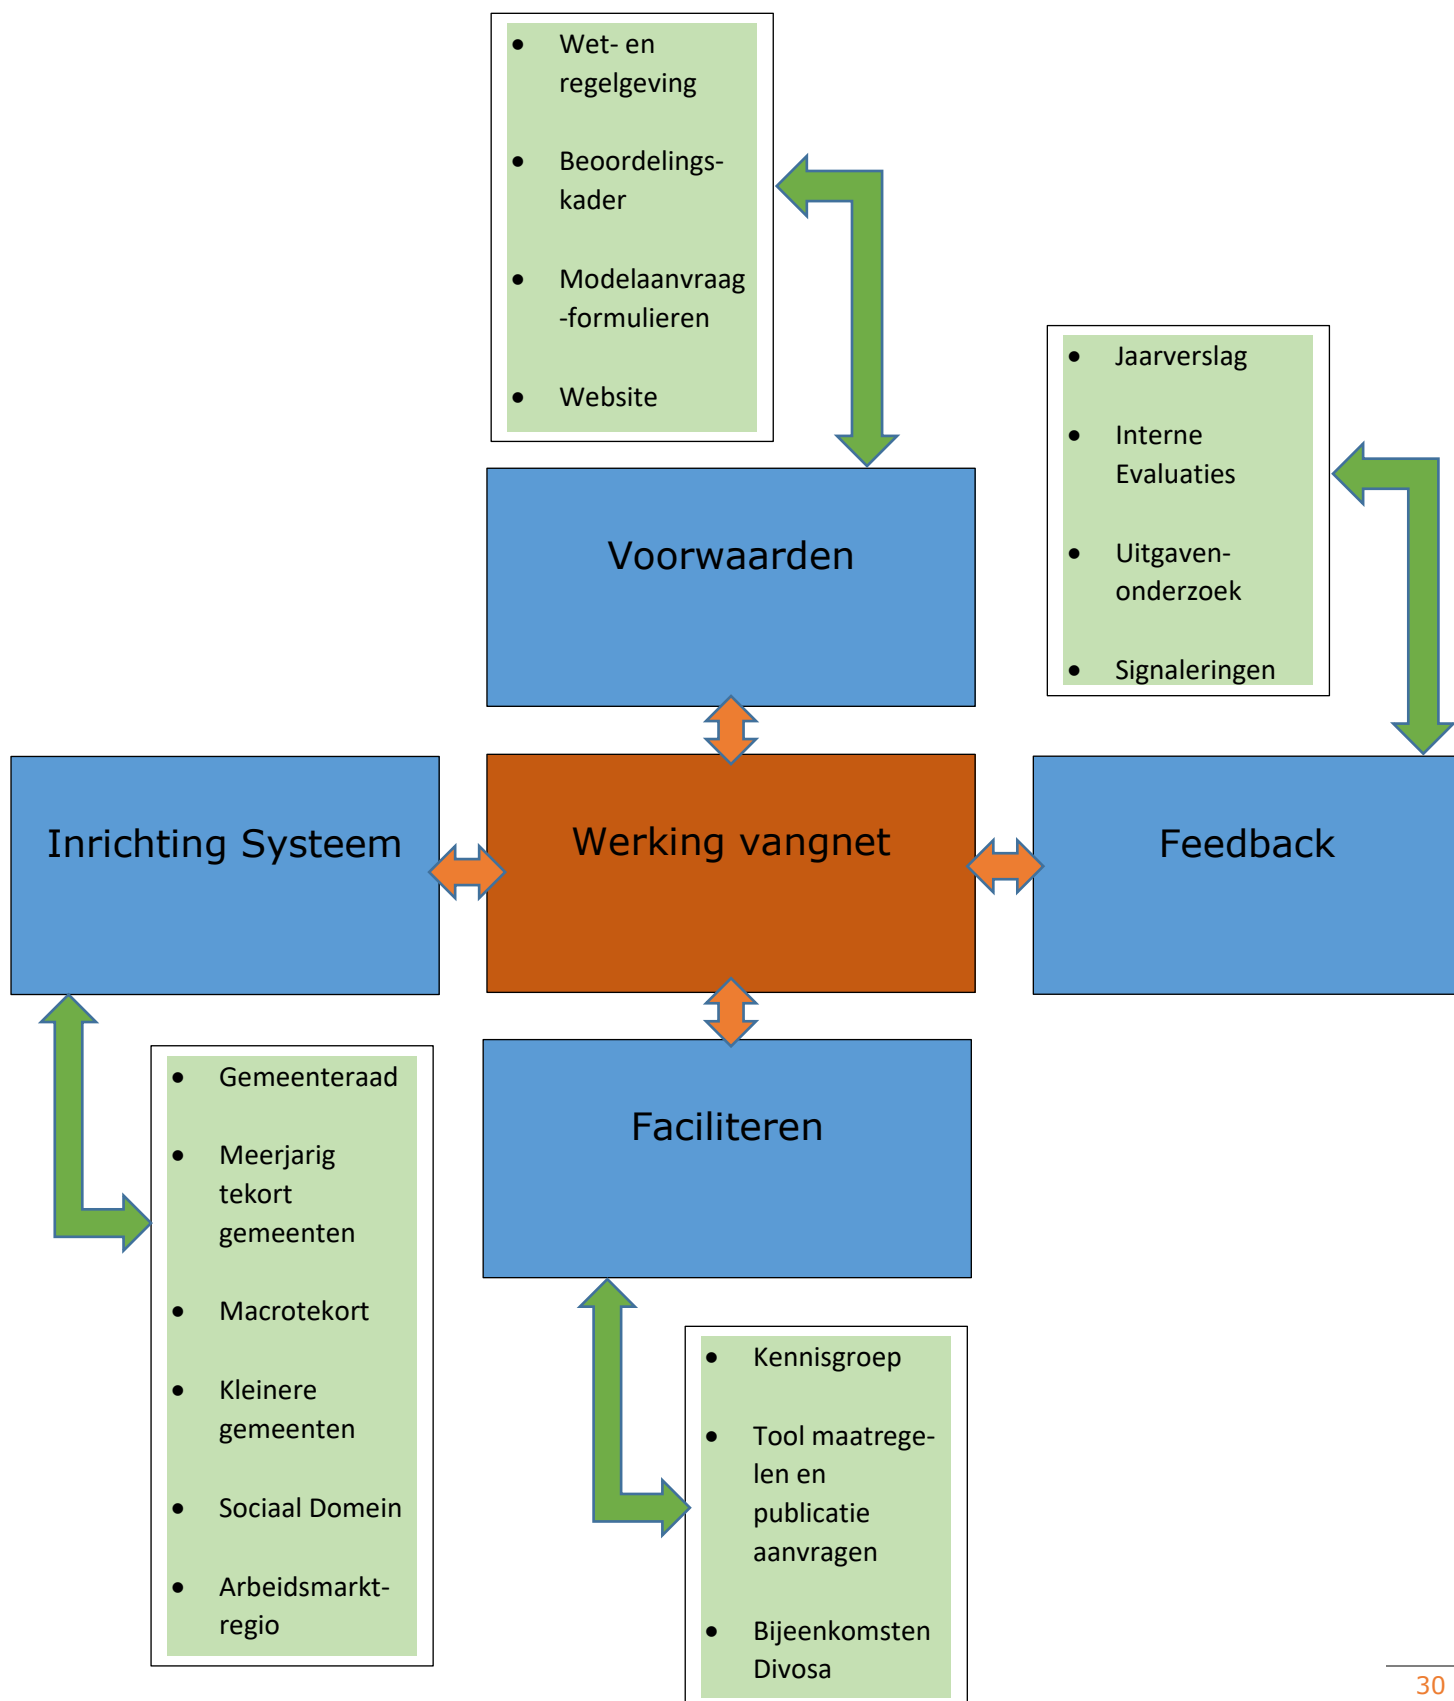 • Wet- en
regelgeving
• Beoordelings-
kader
• Modelaanvraag
-formulieren
• Website
• Jaarverslag
• Interne
Evaluaties
• Uitgaven-
onderzoek
• Signaleringen
Voorwaarden
Inrichting Systeem
Werking vangnet
Feedback
Faciliteren
• Gemeenteraad
• Meerjarig
tekort
gemeenten
• Macrotekort
• Kleinere
gemeenten
• Sociaal Domein
• Arbeidsmarkt-
regio
• Kennisgroep
• Tool maatrege-
len en
publicatie
aanvragen
• Bijeenkomsten
Divosa
30